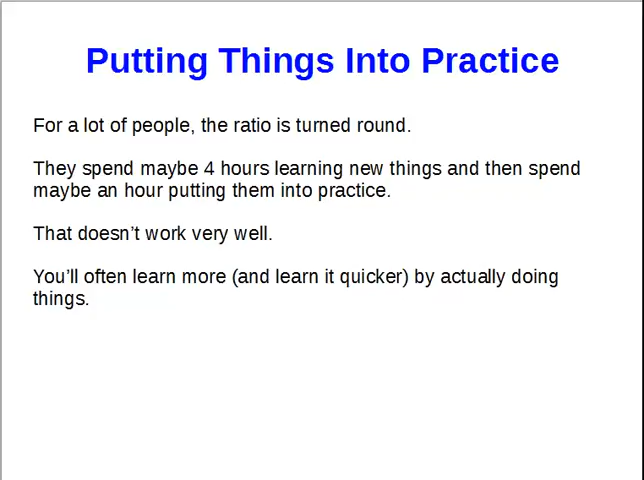 Putting Things Into Practice
For a lot of people, the ratio is turned round.
They spend maybe 4 hours learning new things and then spend
maybe an hour putting them into practice.
That doesn’t work very well.
You’ll often learn more (and learn it quicker) by actually doing
things.